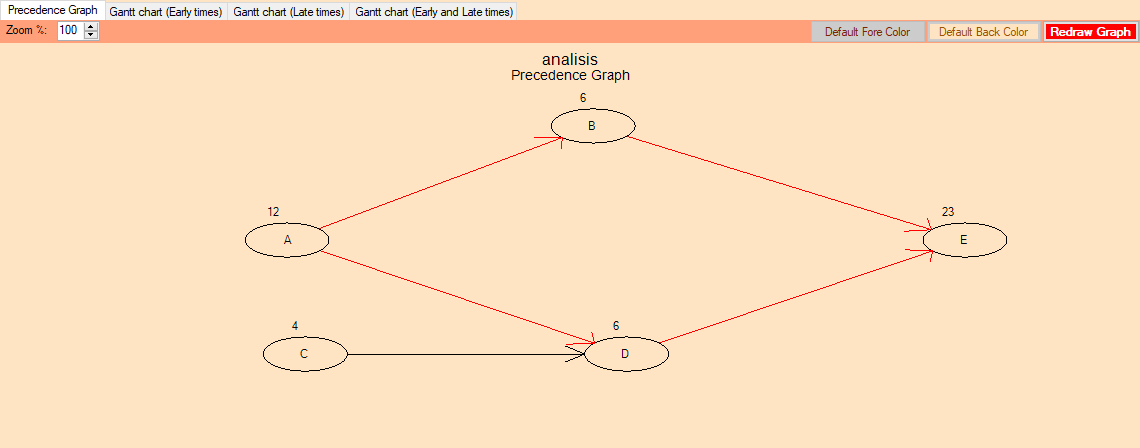 Precedence Graph
Gantt chart (Early times)
Gantt chart (Late times)
Gantt chart (Early and Late times)
Zoom %:
100
Default Fore Color
Default Back Color
Redraw Graph
analisis
Precedence Graph
6
B
12
A
23
E
4
C
6
D